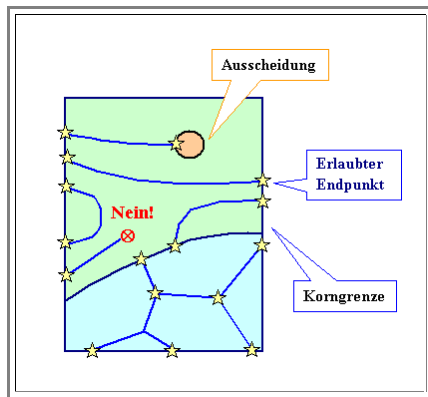 Ausscheidung
Erlaubter
Endpunkt
Nein!
Korngrenze